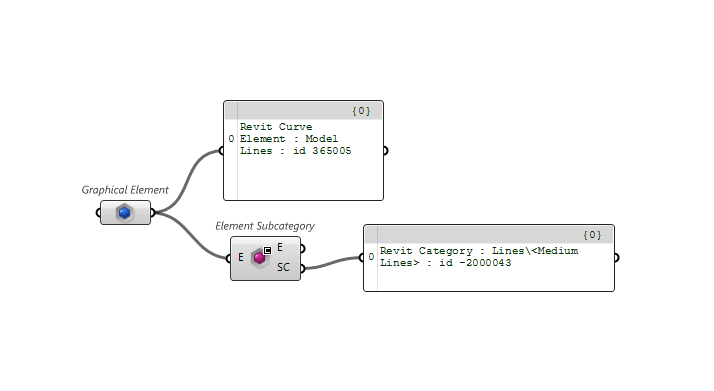 {0}
Revit Curve
0 Element : Model
Lines : id 365005
Graphical Element
Element Subcategory
E
E
SC
{0}
0 Revit Category : Lines\<Medium
Lines> : id -2000043